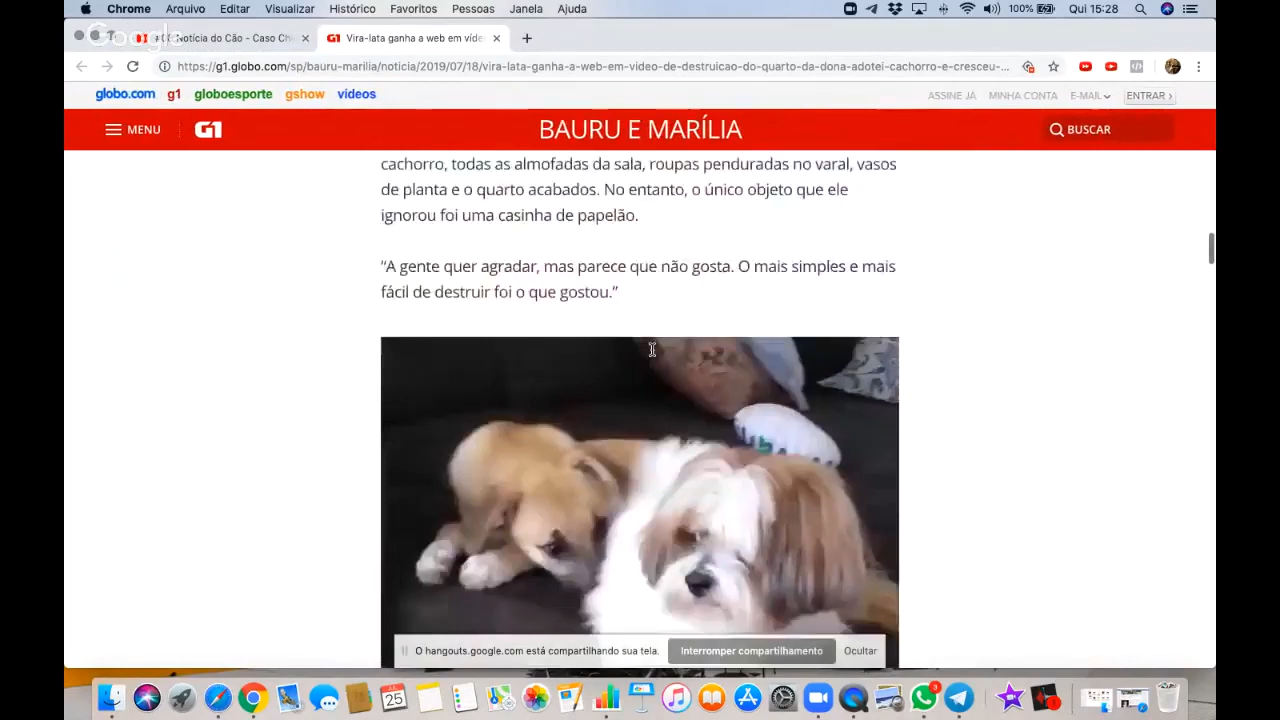 Chrome Arquivo Editar Visualizar Histórico Favoritos Pessoas Janela Ajuda 100% Qui 15:28
Google
Notícia do Cão - Caso Ch
Vira-lata ganha a web em víde
https://g1.globo.com/sp/bauru-marilia/noticia/2019/07/18/vira-lata-ganha-a-web-em-video-de-destruicao-do-quarto-da-dona-adotei-cachorro-e-cresceu-...
globo.com g1 globoesporte gshow vídeos ASSINE JÁ MINHA CONTA E-MAIL ENTRAR ›
MENU G1 BAURU E MARÍLIA BUSCAR
cachorro, todas as almofadas da sala, roupas penduradas no varal, vasos
de planta e o quarto acabados. No entanto, o único objeto que ele
ignorou foi uma casinha de papelão.
“A gente quer agradar, mas parece que não gosta. O mais simples e mais
fácil de destruir foi o que gostou.”
O hangouts.google.com está compartilhando sua tela. Interromper compartilhamento Ocultar
25
3
1